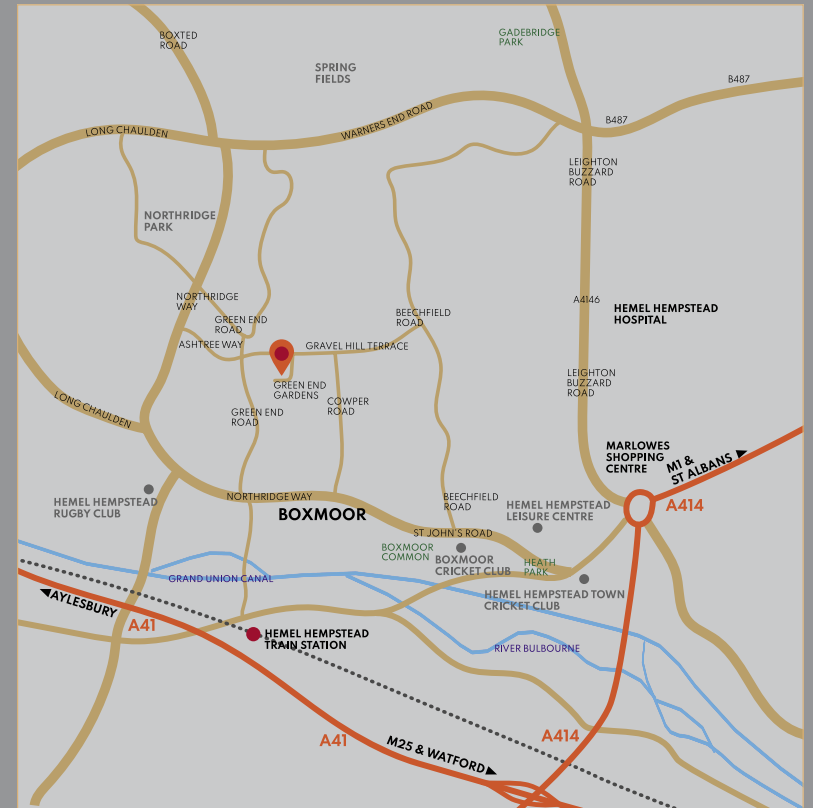 BOXTED
ROAD
GADEBRIDGE
PARK
SPRING
FIELDS
B487
B487
LONG CHAULDEN
WARNERS END ROAD
LEIGHTON
BUZZARD
ROAD
NORTHRIDGE
PARK
NORTHRIDGE
WAY
A4146
HEMEL HEMPSTEAD
HOSPITAL
GREEN END
ROAD
BEECHFIELD
ROAD
ASHTREE WAY
GRAVEL HILL TERRACE
GREEN END
GARDENS
LEIGHTON
BUZZARD
ROAD
LONG CHAULDEN
COWPER
ROAD
GREEN END
ROAD
MARLOWES
SHOPPING
CENTRE
M1 &
ST ALBANS
HEMEL HEMPSTEAD
RUGBY CLUB
NORTHRIDGE WAY
BOXMOOR
BEECHFIELD
ROAD
HEMEL HEMPSTEAD
LEISURE CENTRE
A414
ST JOHN'S ROAD
BOXMOOR
COMMON
BOXMOOR
CRICKET CLUB
HEATH
PARK
GRAND UNION CANAL
HEMEL HEMPSTEAD TOWN
CRICKET CLUB
AYLESBURY
A41
HEMEL HEMPSTEAD
TRAIN STATION
RIVER BULBOURNE
A41
M25 & WATFORD
A414